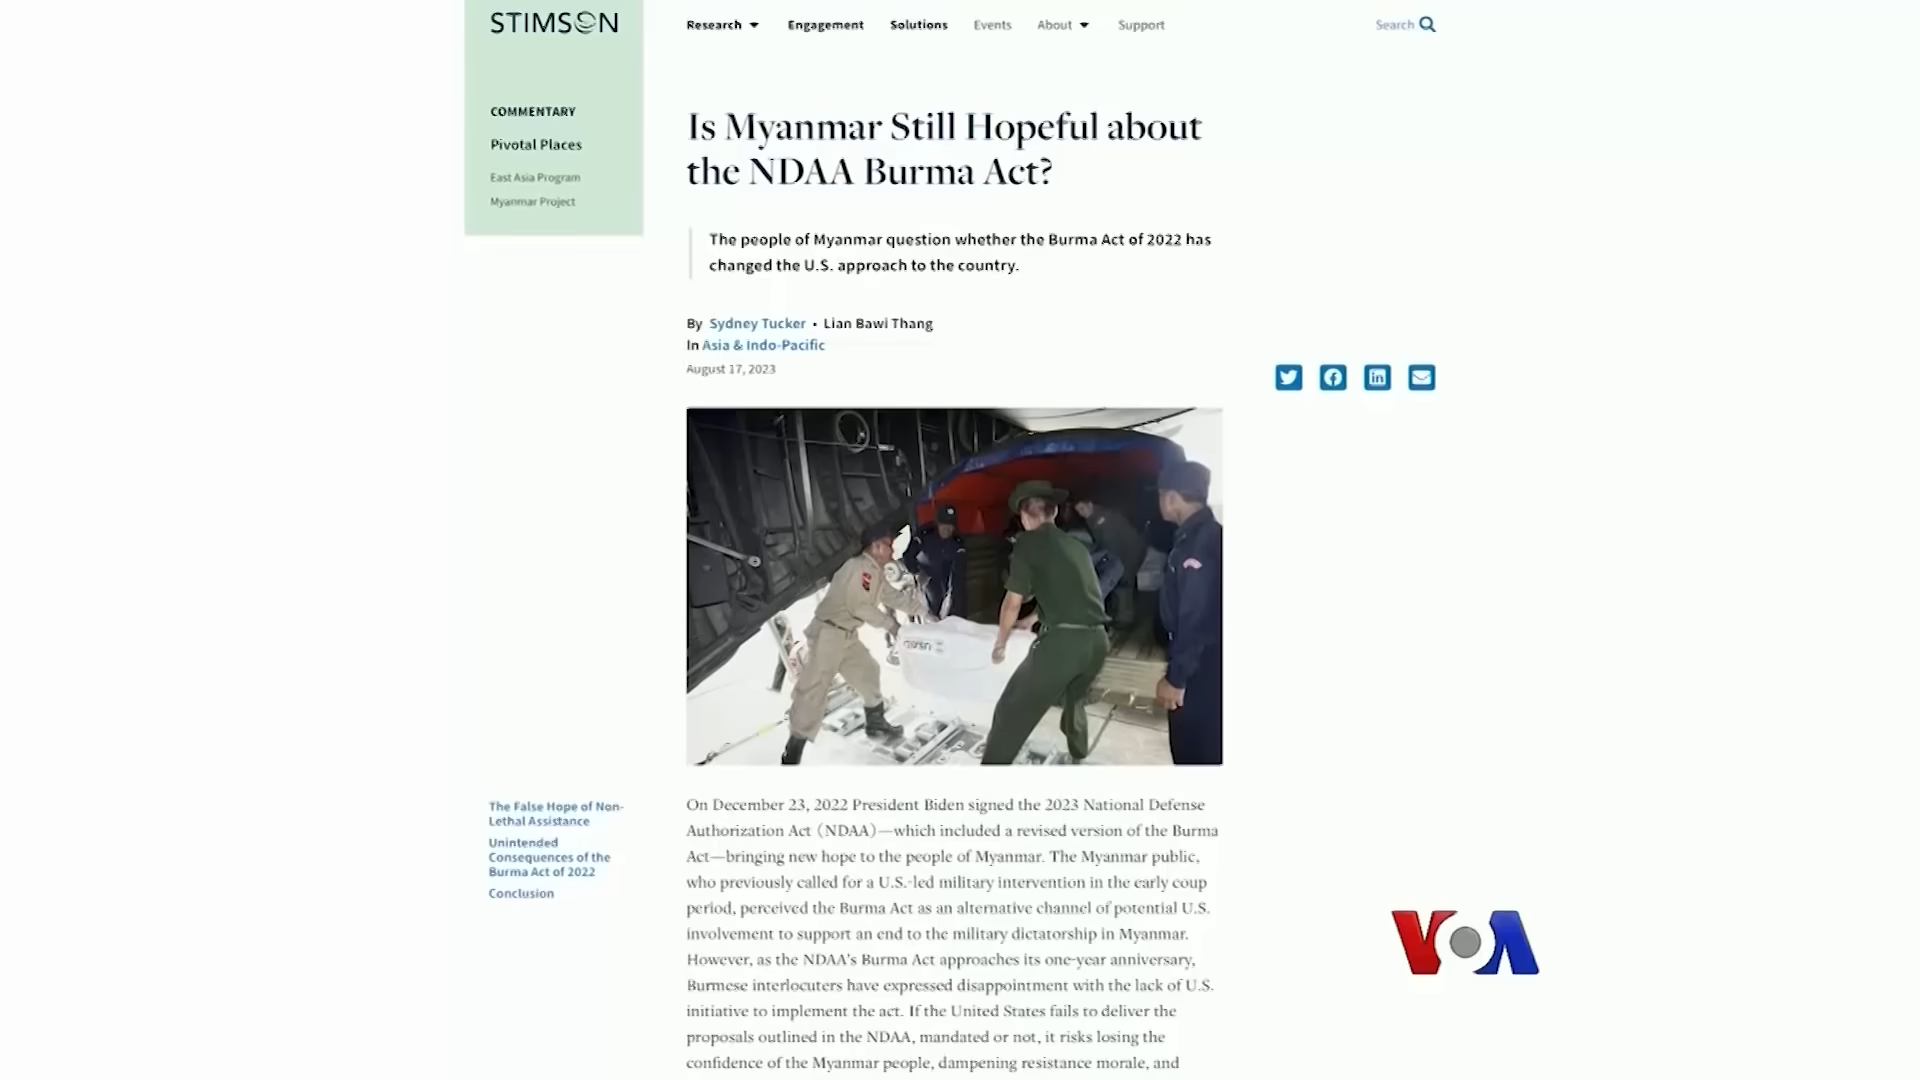 STIMSON
Research
Engagement
Solutions
Events
About
Support
Search
COMMENTARY
Pivotal Places
East Asia Program
Myanmar Project
Is Myanmar Still Hopeful about
the NDAA Burma Act?
The people of Myanmar question whether the Burma Act of 2022 has
changed the U.S. approach to the country.
By Sydney Tucker • Lian Bawi Thang
In Asia & Indo-Pacific
August 17, 2023
The False Hope of Non-
Lethal Assistance
Unintended
Consequences of the
Burma Act of 2022
Conclusion
On December 23, 2022 President Biden signed the 2023 National Defense
Authorization Act (NDAA)—which included a revised version of the Burma
Act—bringing new hope to the people of Myanmar. The Myanmar public,
who previously called for a U.S.-led military intervention in the early coup
period, perceived the Burma Act as an alternative channel of potential U.S.
involvement to support an end to the military dictatorship in Myanmar.
However, as the NDAA's Burma Act approaches its one-year anniversary,
Burmese interlocuters have expressed disappointment with the lack of U.S.
initiative to implement the act. If the United States fails to deliver the
proposals outlined in the NDAA, mandated or not, it risks losing the
confidence of the Myanmar people, dampening resistance morale, and
VOA